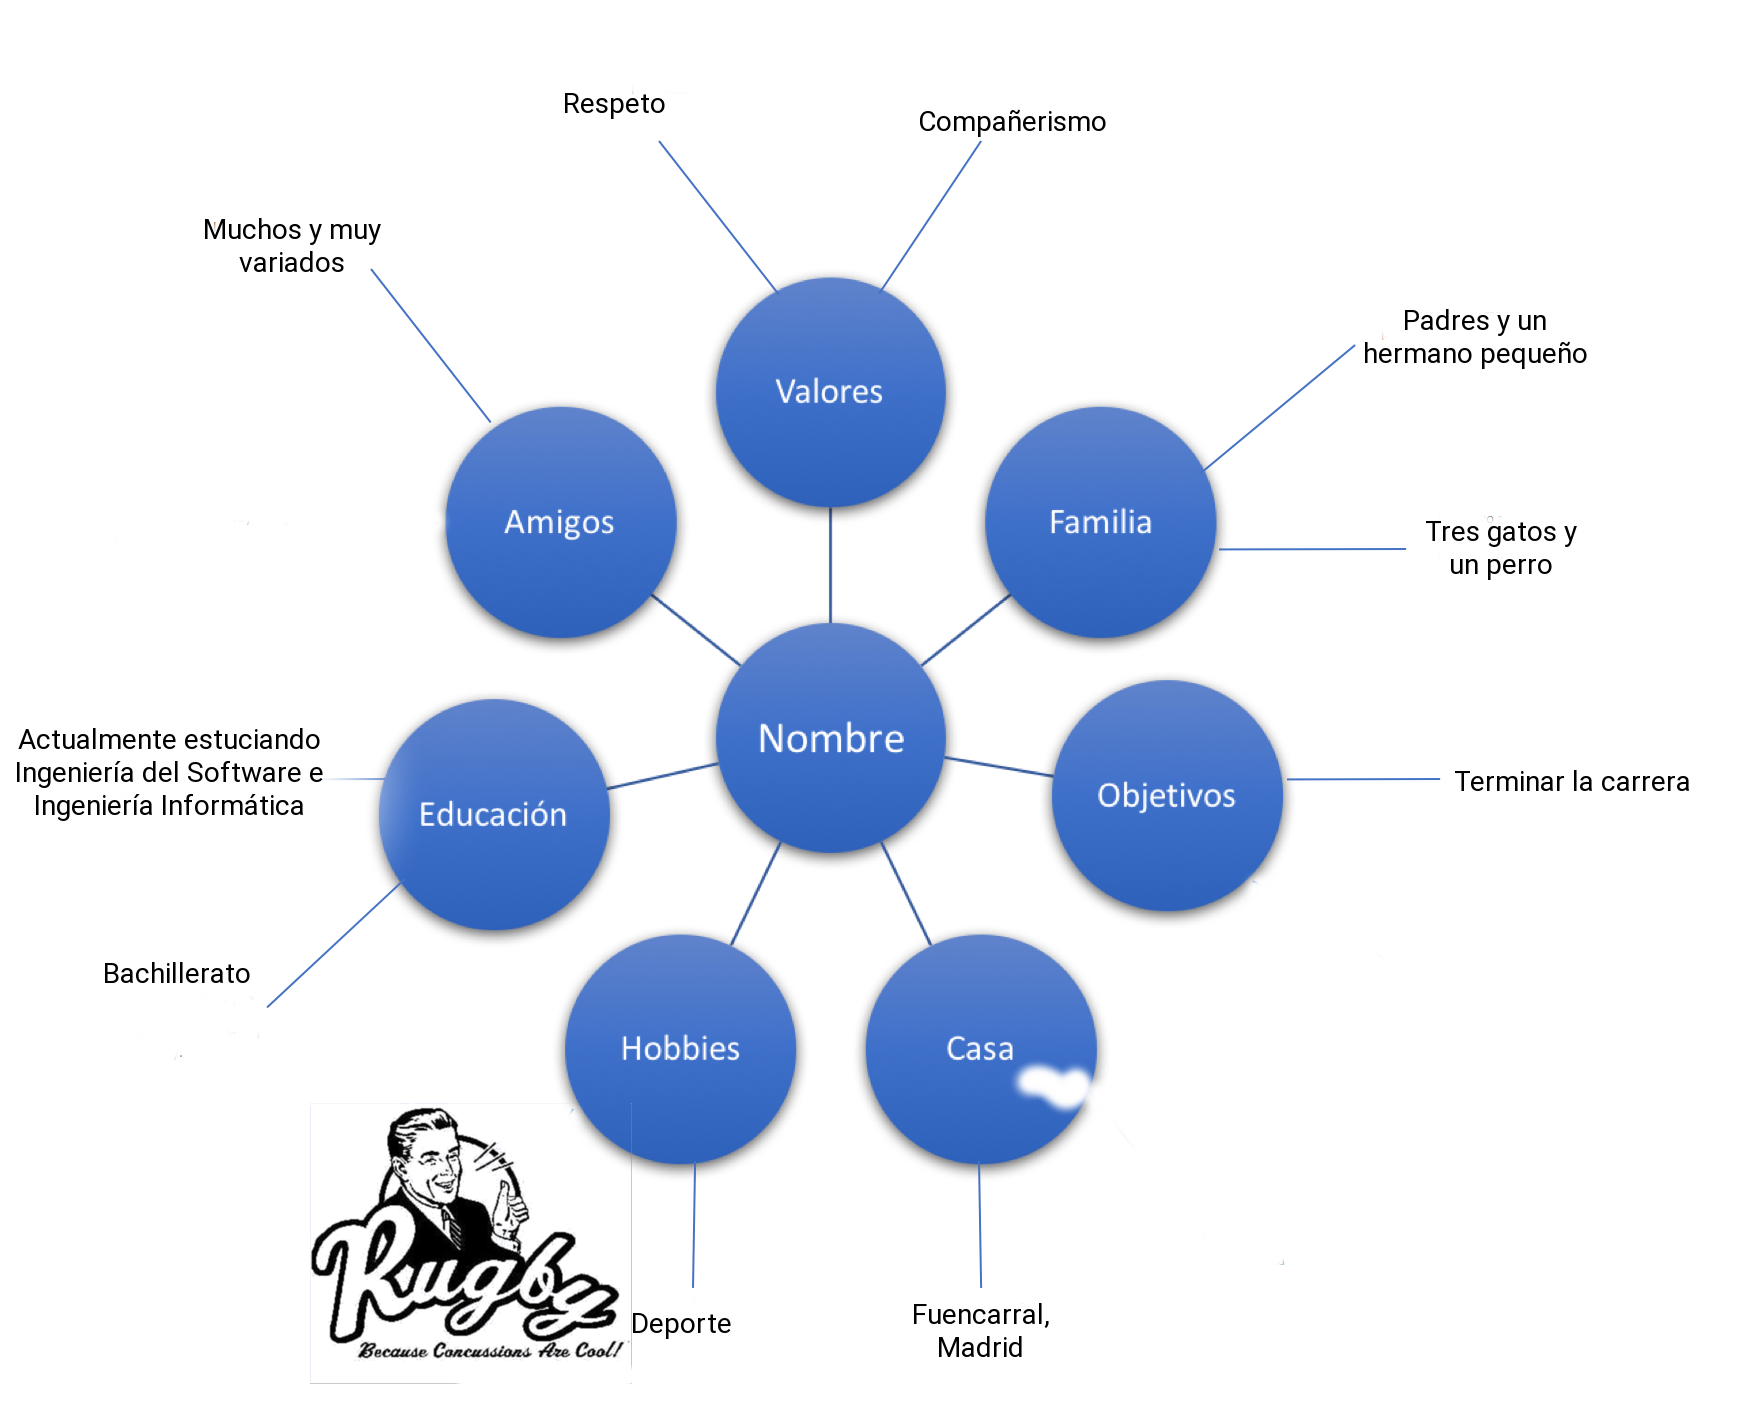 Respeto
Compañerismo
Muchos y muy
variados
Padres y un
hermano pequeño
Valores
Amigos
Familia
Tres gatos y
un perro
Nombre
Actualmente estuciando
Ingeniería del Software e
Ingeniería Informática
Educación
Objetivos
Terminar la carrera
Bachillerato
Hobbies
Casa
Rugby
Because Concussions Are Cool!
Deporte
Fuencarral,
Madrid